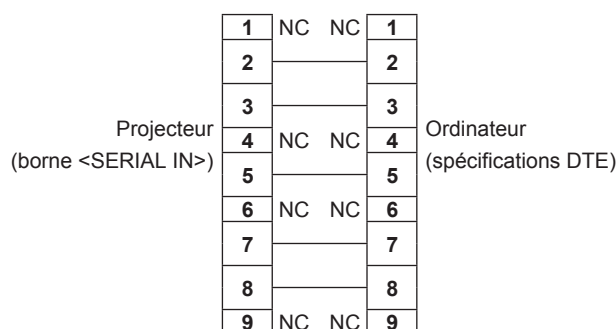 1 NC NC 1
2 2
3 3
Projecteur
(borne <SERIAL IN>)
4 NC NC 4
Ordinateur
(spécifications DTE)
5 5
6 NC NC 6
7 7
8 8
9 NC NC 9